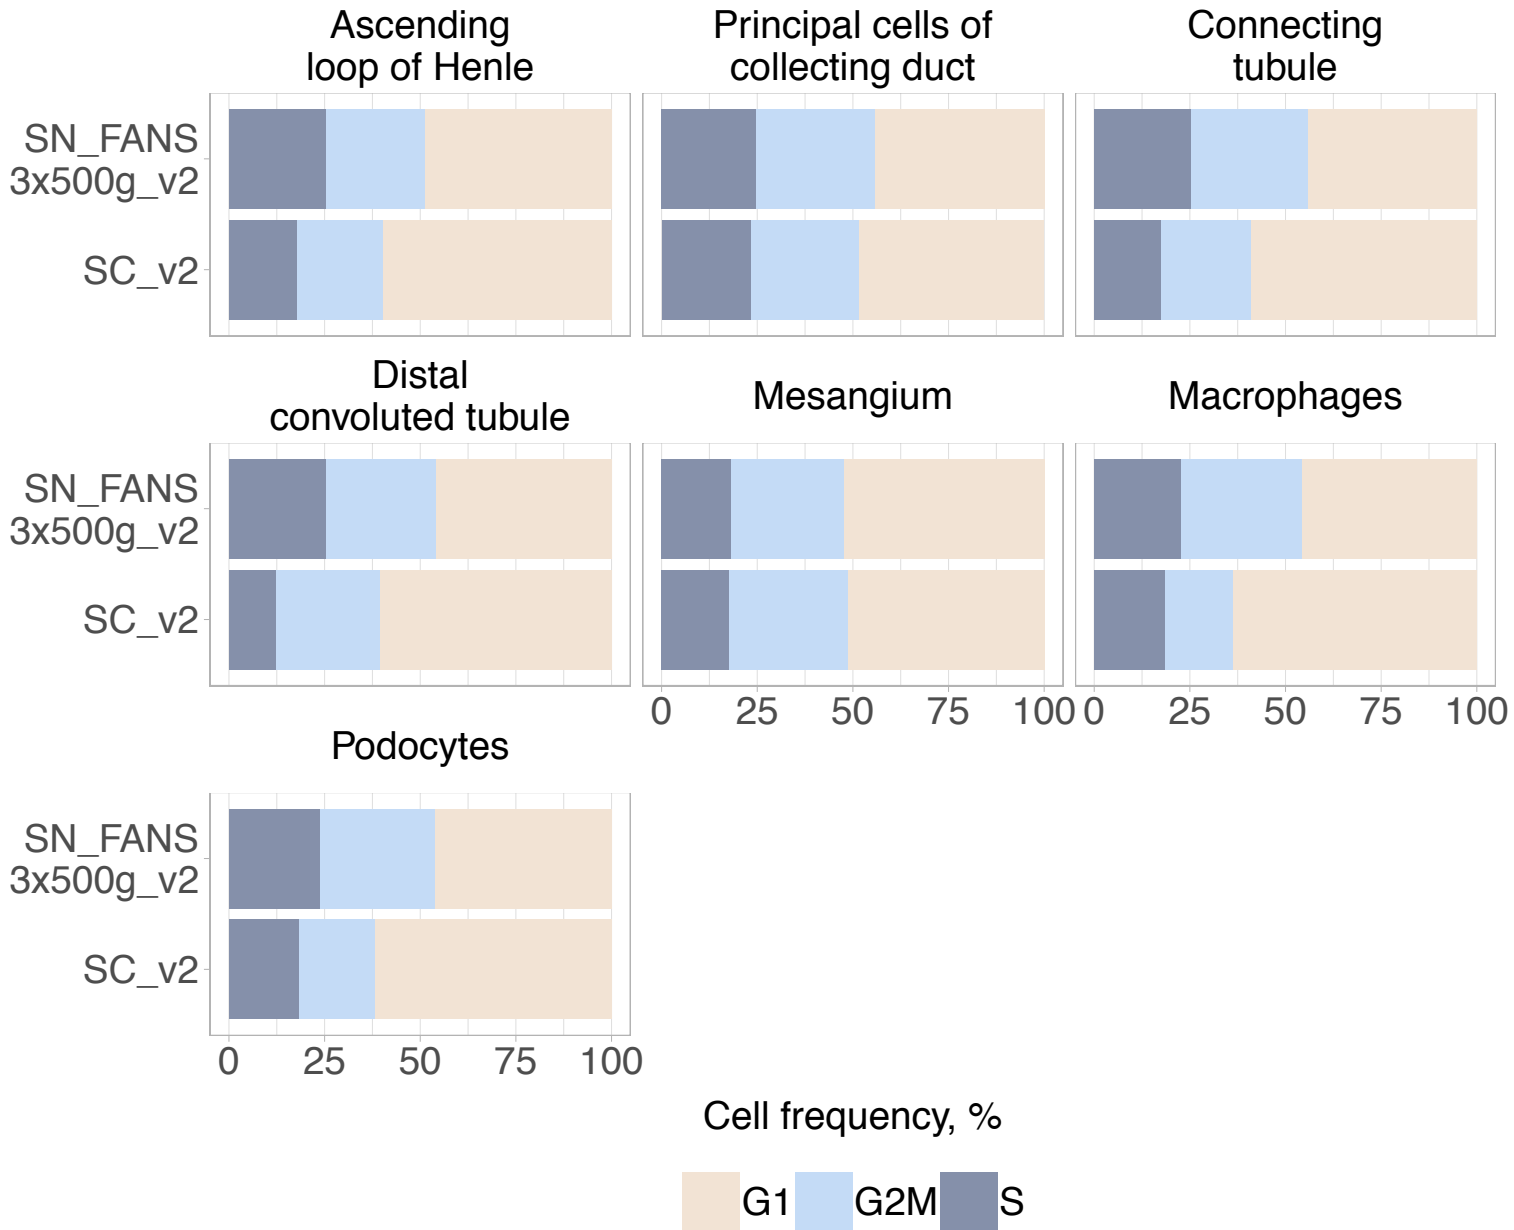 Ascending
loop of Henle
Principal cells of
collecting duct
Connecting
tubule
SN_FANS
3x500g_v2
SC_v2
Distal
convoluted tubule
Mesangium
Macrophages
SN_FANS
3x500g_v2
SC_v2
0 25 50 75 100
0 25 50 75 100
Podocytes
SN_FANS
3x500g_v2
SC_v2
0 25 50 75 100
Cell frequency, %
G1 G2M S